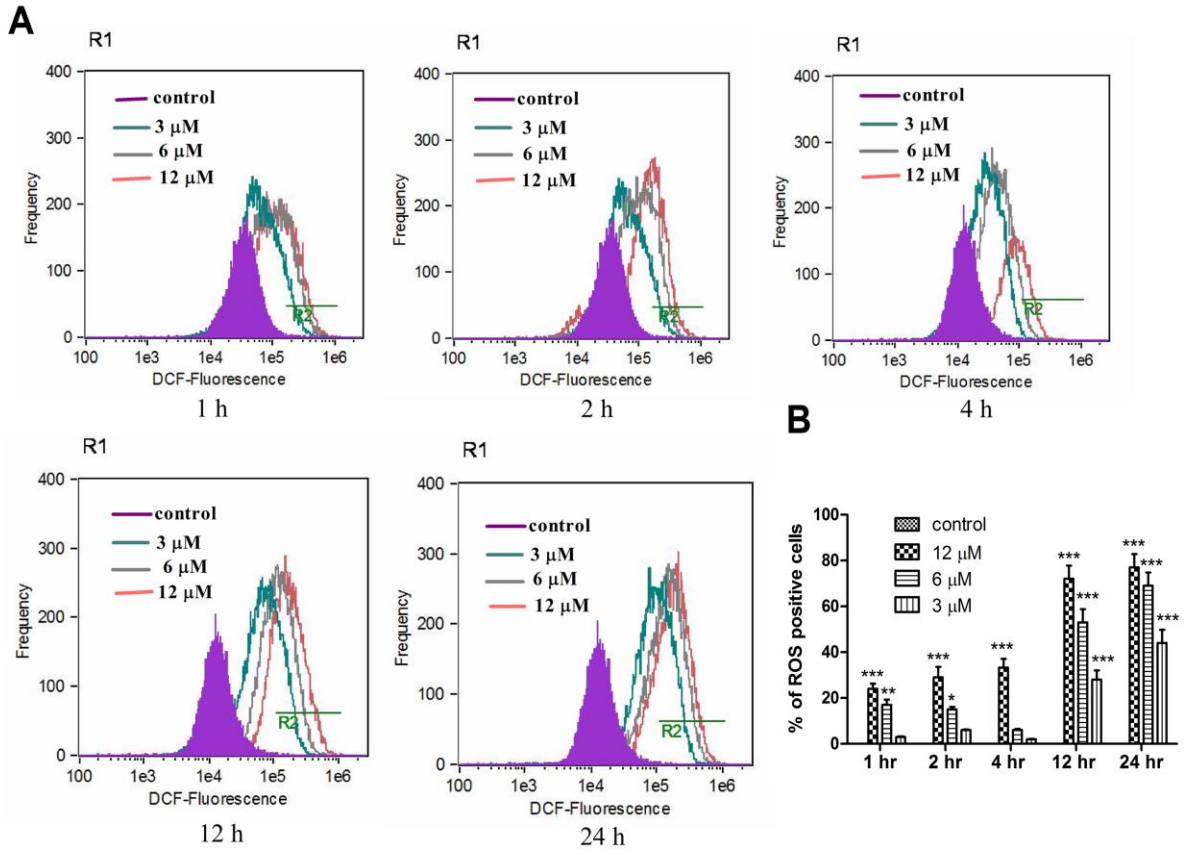 A
R1
400
300
200
100
0
Frequency
control
3 μM
6 μM
12 μM
R2
100 1e3 1e4 1e5 1e6
DCF-Fluorescence
1 h
R1
400
300
200
100
0
Frequency
control
3 μM
6 μM
12 μM
R2
100 1e3 1e4 1e5 1e6
DCF-Fluorescence
2 h
R1
400
300
200
100
0
Frequency
control
3 μM
6 μM
12 μM
R2
100 1e3 1e4 1e5 1e6
DCF-Fluorescence
4 h
R1
400
300
200
100
0
Frequency
control
3 μM
6 μM
12 μM
R2
100 1e3 1e4 1e5 1e6
DCF-Fluorescence
12 h
R1
400
300
200
100
0
Frequency
control
3 μM
6 μM
12 μM
R2
100 1e3 1e4 1e5 1e6
DCF-Fluorescence
24 h
B
100
80
60
40
20
0
% of ROS positive cells
control
12 μM
6 μM
3 μM
*** **
*** *
***
*** *** ***
*** *** ***
1 hr 2 hr 4 hr 12 hr 24 hr